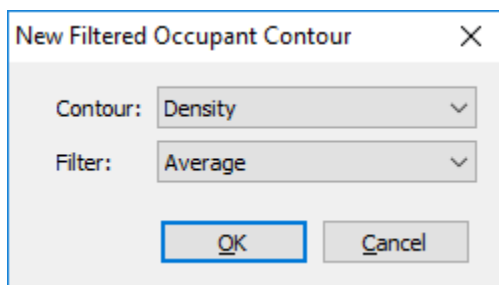 New Filtered Occupant Contour
Contour: Density
Filter: Average
OK Cancel